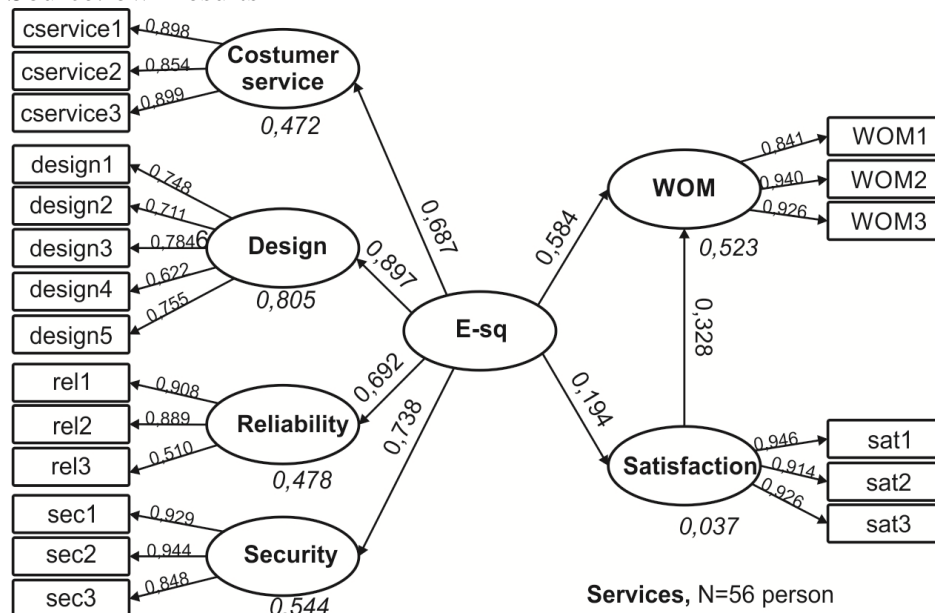 cservice1
cservice2
cservice3
0,898
0,854
0,899
Costumer
service
0,472
design1
design2
design3
design4
design5
0,748
0,711
0,7846
0,622
0,755
Design
0,805
rel1
rel2
rel3
0,908
0,889
0,510
Reliability
0,478
sec1
sec2
sec3
0,929
0,944
0,848
Security
0,544
0,687
0,897
0,692
0,738
E-sq
0,584
0,194
WOM
0,523
0,841
0,940
0,926
WOM1
WOM2
WOM3
0,328
Satisfaction
0,037
0,946
0,914
0,926
sat1
sat2
sat3
Services, N=56 person